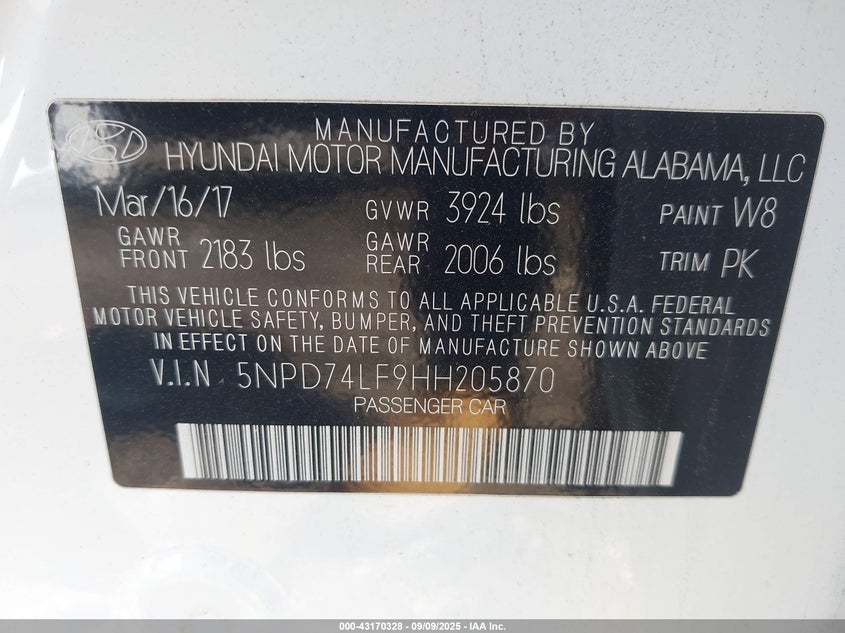 MANUFACTURED BY
HYUNDAI MOTOR MANUFACTURING ALABAMA, LLC
Mar/16/17 GVWR 3924 lbs PAINT W8
GAWR FRONT 2183 lbs GAWR REAR 2006 lbs TRIM PK
THIS VEHICLE CONFORMS TO ALL APPLICABLE U.S.A. FEDERAL
MOTOR VEHICLE SAFETY, BUMPER, AND THEFT PREVENTION STANDARDS
IN EFFECT ON THE DATE OF MANUFACTURE SHOWN ABOVE
V.I.N 5NPD74LF9HH205870
PASSENGER CAR
000-43170328 - 09/09/2025 - IAA Inc.